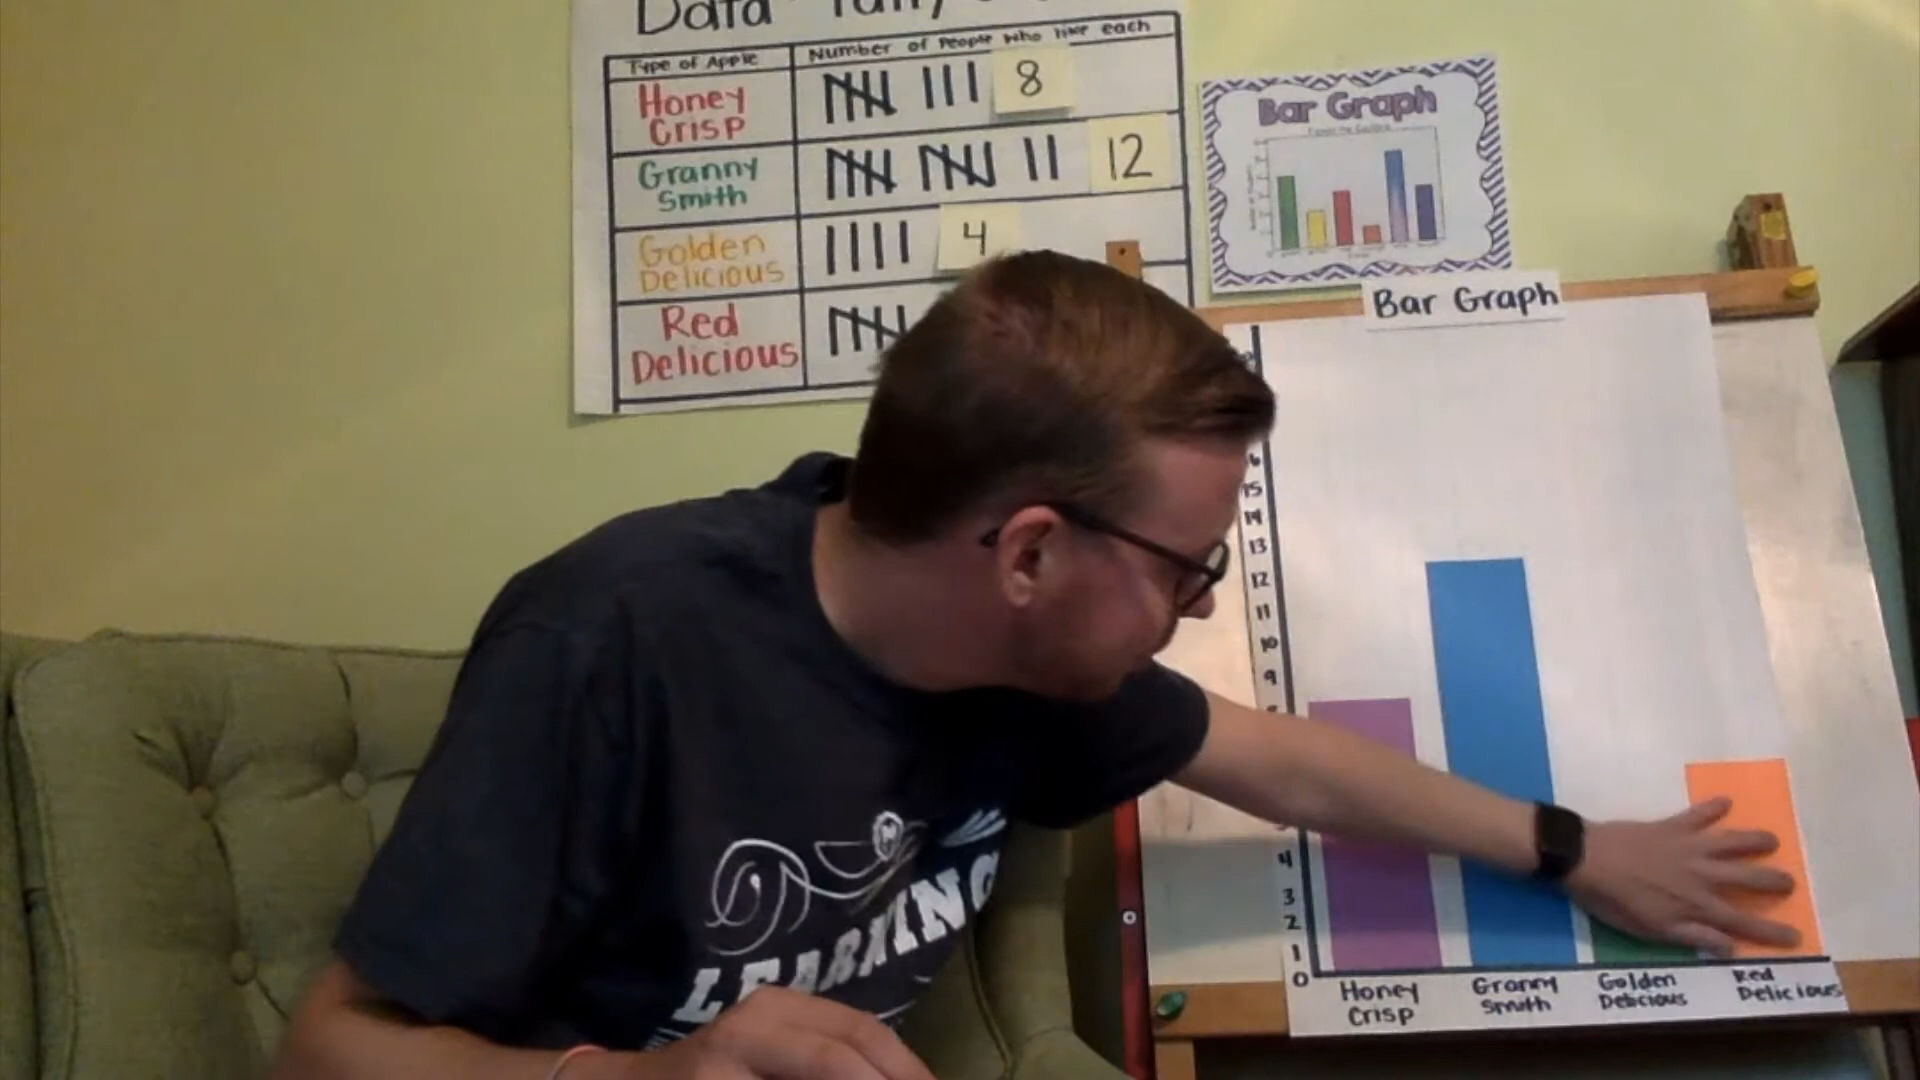 Data
Type of Apple
Number of People who like each
Honey
Crisp
8
Granny
Smith
12
Golden
Delicious
4
Red
Delicious
Bar Graph
Bar Graph
15
14
13
12
11
10
9
4
3
2
1
0
Honey
Crisp
Granny
Smith
Golden
Delicious
Red
Delicious
LEARNING